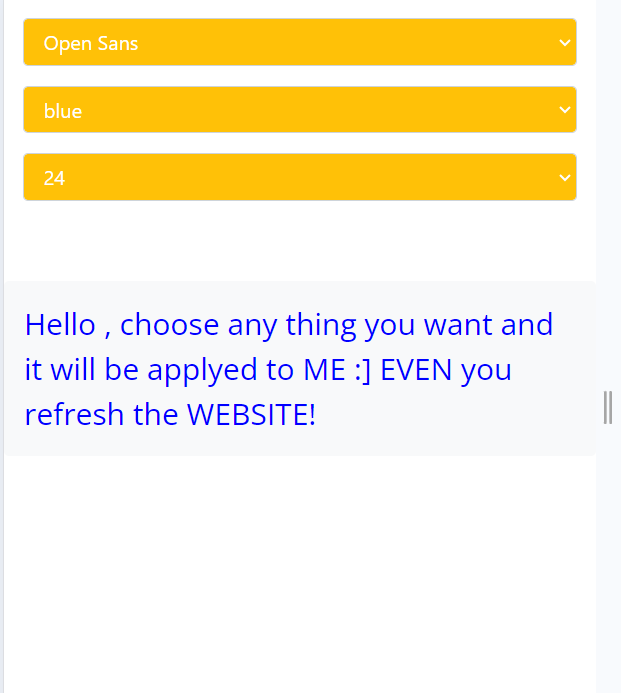 Open Sans
blue
24
Hello , choose any thing you want and
it will be applyed to ME :] EVEN you
refresh the WEBSITE!